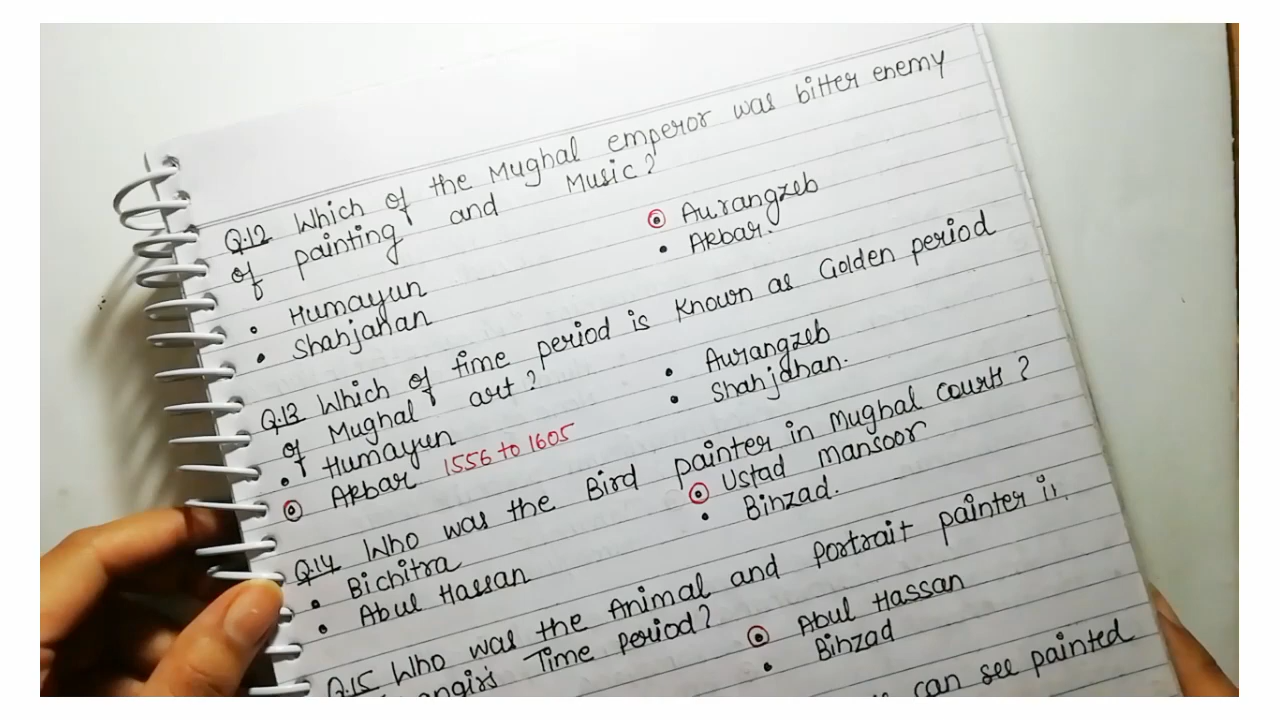 Q.12 Which of the Mughal emperor was bitter enemy
of painting and Music?
• Humayun • Aurangzeb
• Shahjahan • Akbar.
Q.13 Which of time period is known as Golden period
of Mughal art?
• Humayun • Aurangzeb
• Akbar 1556 to 1605 • Shahjahan.
Q.14 Who was the Bird painter in Mughal courts?
• Bichitra • Ustad mansoor
• Abul Hassan • Bihzad.
Q.15 Who was the Animal and Portrait painter in
Time period?
• Abul Hassan
• Bihzad
can see painted